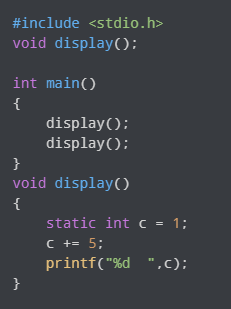 #include <stdio.h>
void display();

int main()
{
    display();
    display();
}
void display()
{
    static int c = 1;
    c += 5;
    printf("%d  ",c);
}